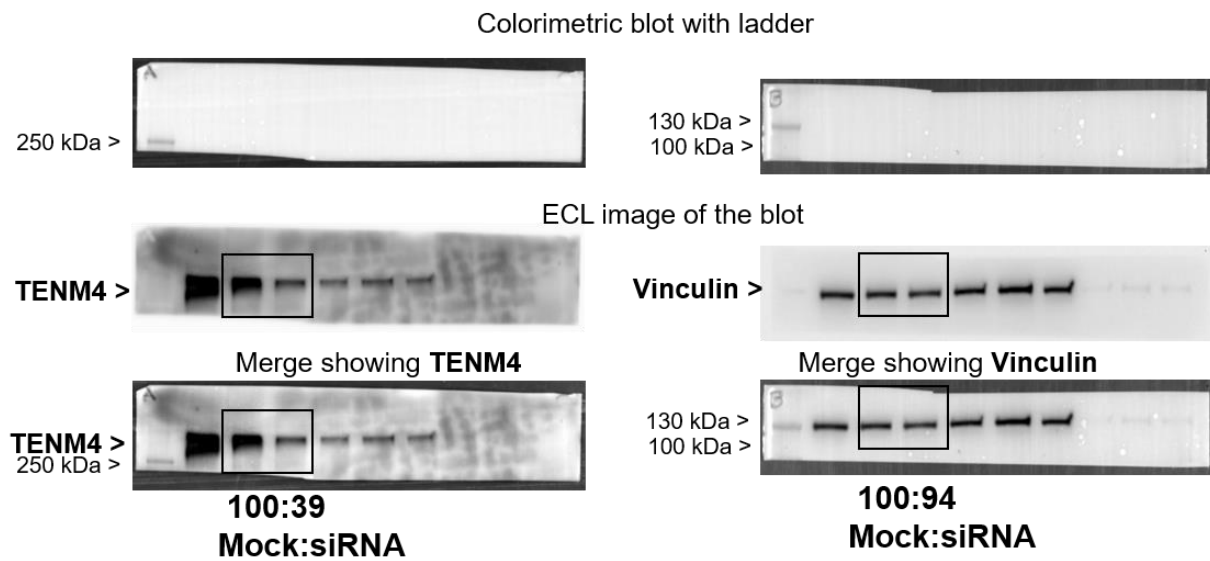 Colorimetric blot with ladder
A
250 kDa >
B
130 kDa >
100 kDa >
ECL image of the blot
TENM4 >
Vinculin >
Merge showing TENM4
Merge showing Vinculin
A
TENM4 >
250 kDa >
B
130 kDa >
100 kDa >
100:39
Mock:siRNA
100:94
Mock:siRNA